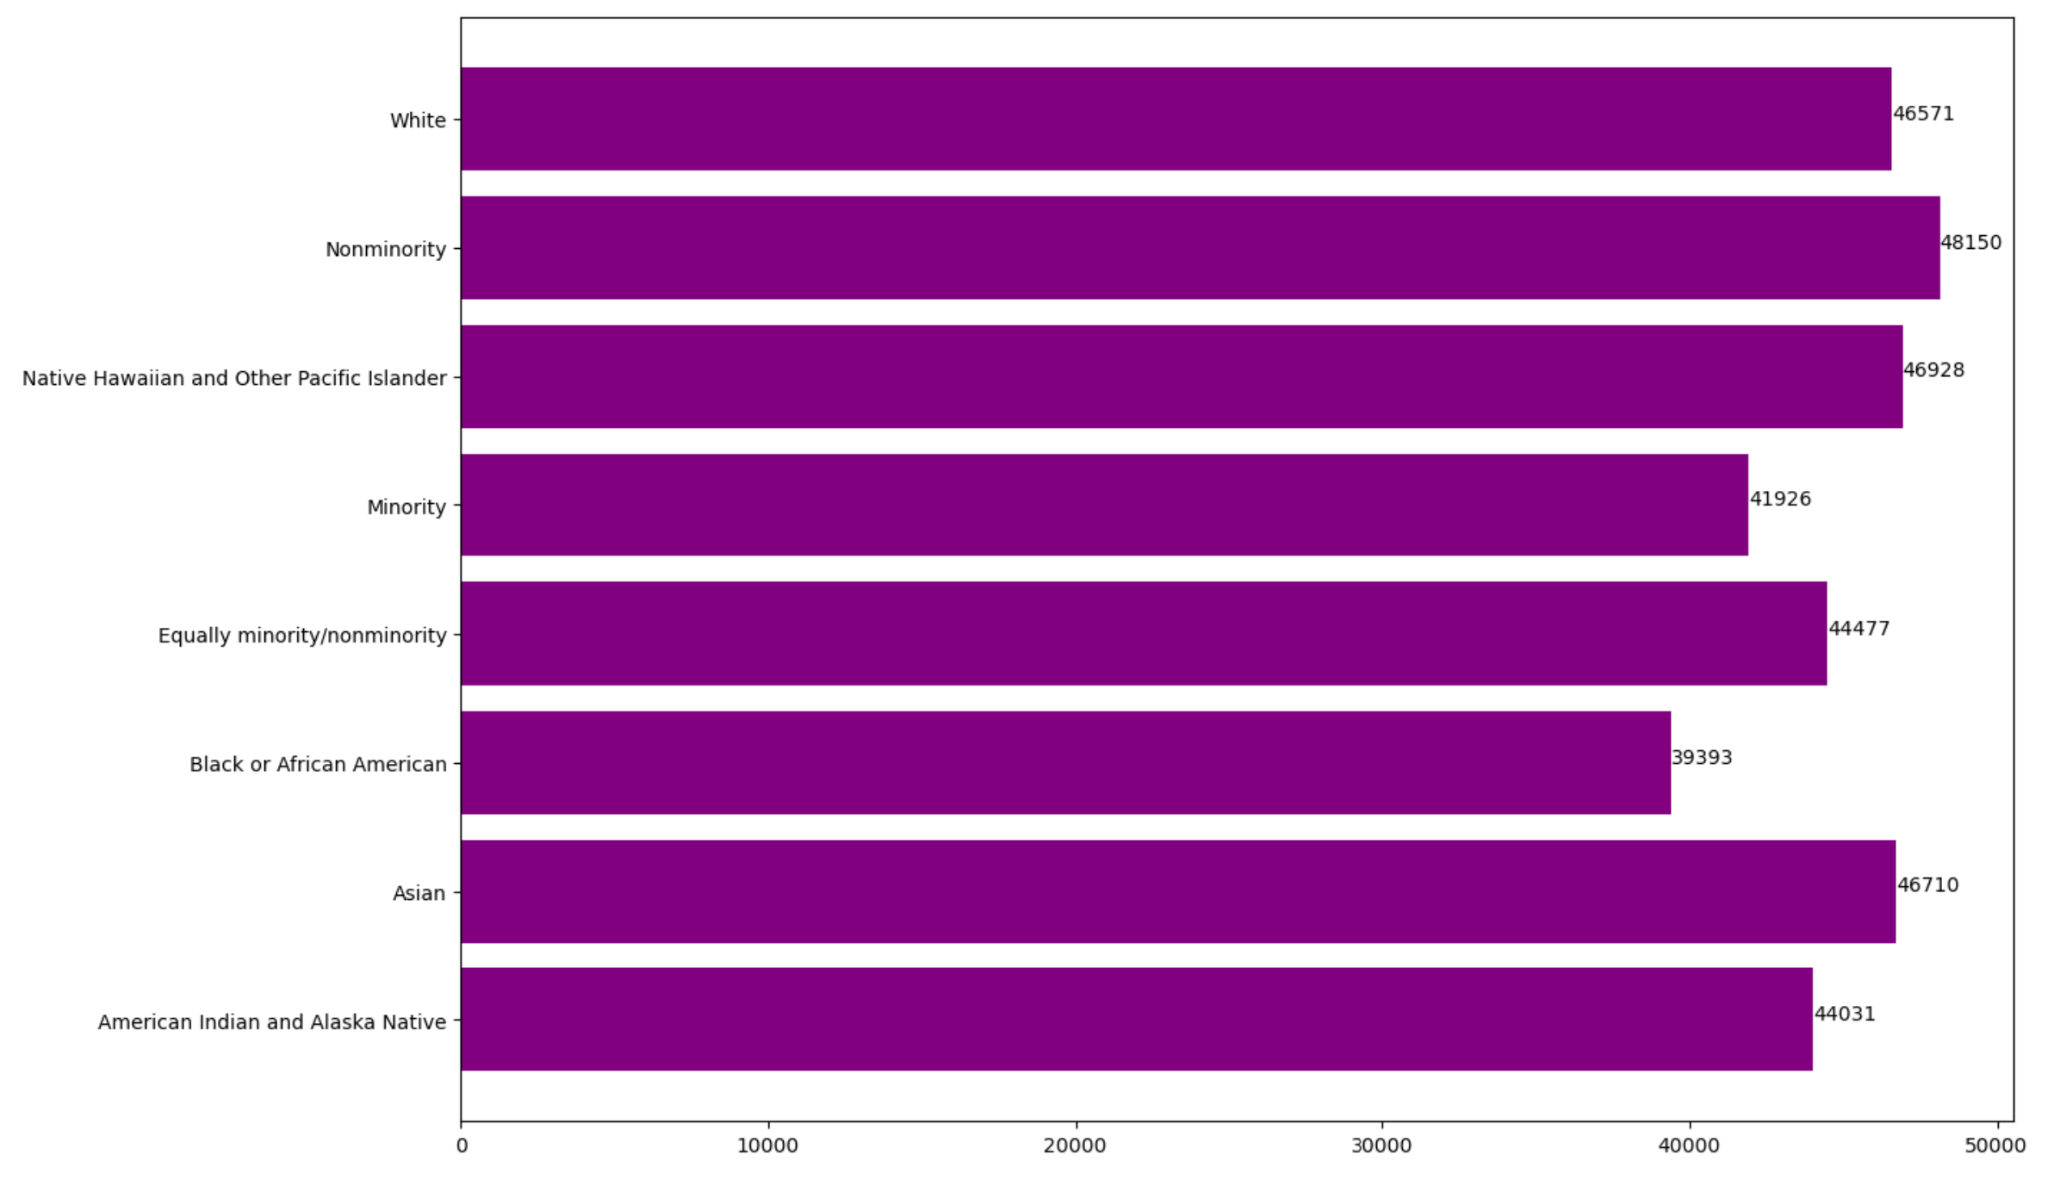 White
46571
Nonminority
48150
Native Hawaiian and Other Pacific Islander
46928
Minority
41926
Equally minority/nonminority
44477
Black or African American
39393
Asian
46710
American Indian and Alaska Native
44031
0 10000 20000 30000 40000 50000